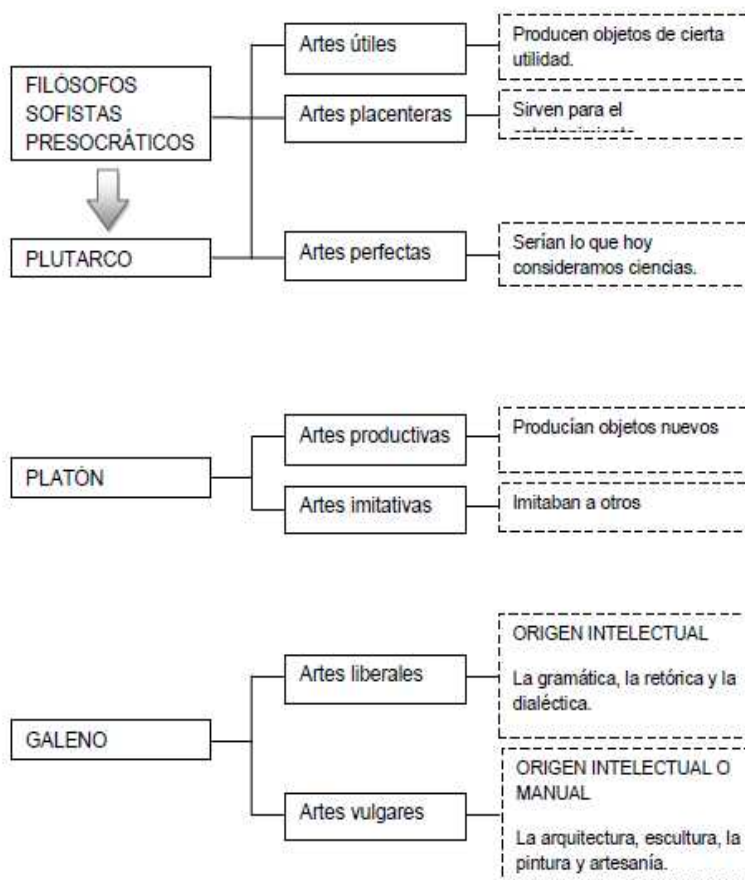 FILÓSOFOS
SOFISTAS
PRESOCRÁTICOS
PLUTARCO
Artes útiles
Producen objetos de cierta
utilidad.
Artes placenteras
Sirven para el
Artes perfectas
Serían lo que hoy
consideramos ciencias.
PLATÓN
Artes productivas
Producían objetos nuevos
Artes imitativas
Imitaban a otros
GALENO
Artes liberales
ORIGEN INTELECTUAL
La gramática, la retórica y la
dialéctica.
Artes vulgares
ORIGEN INTELECTUAL O
MANUAL
La arquitectura, escultura, la
pintura y artesanía.